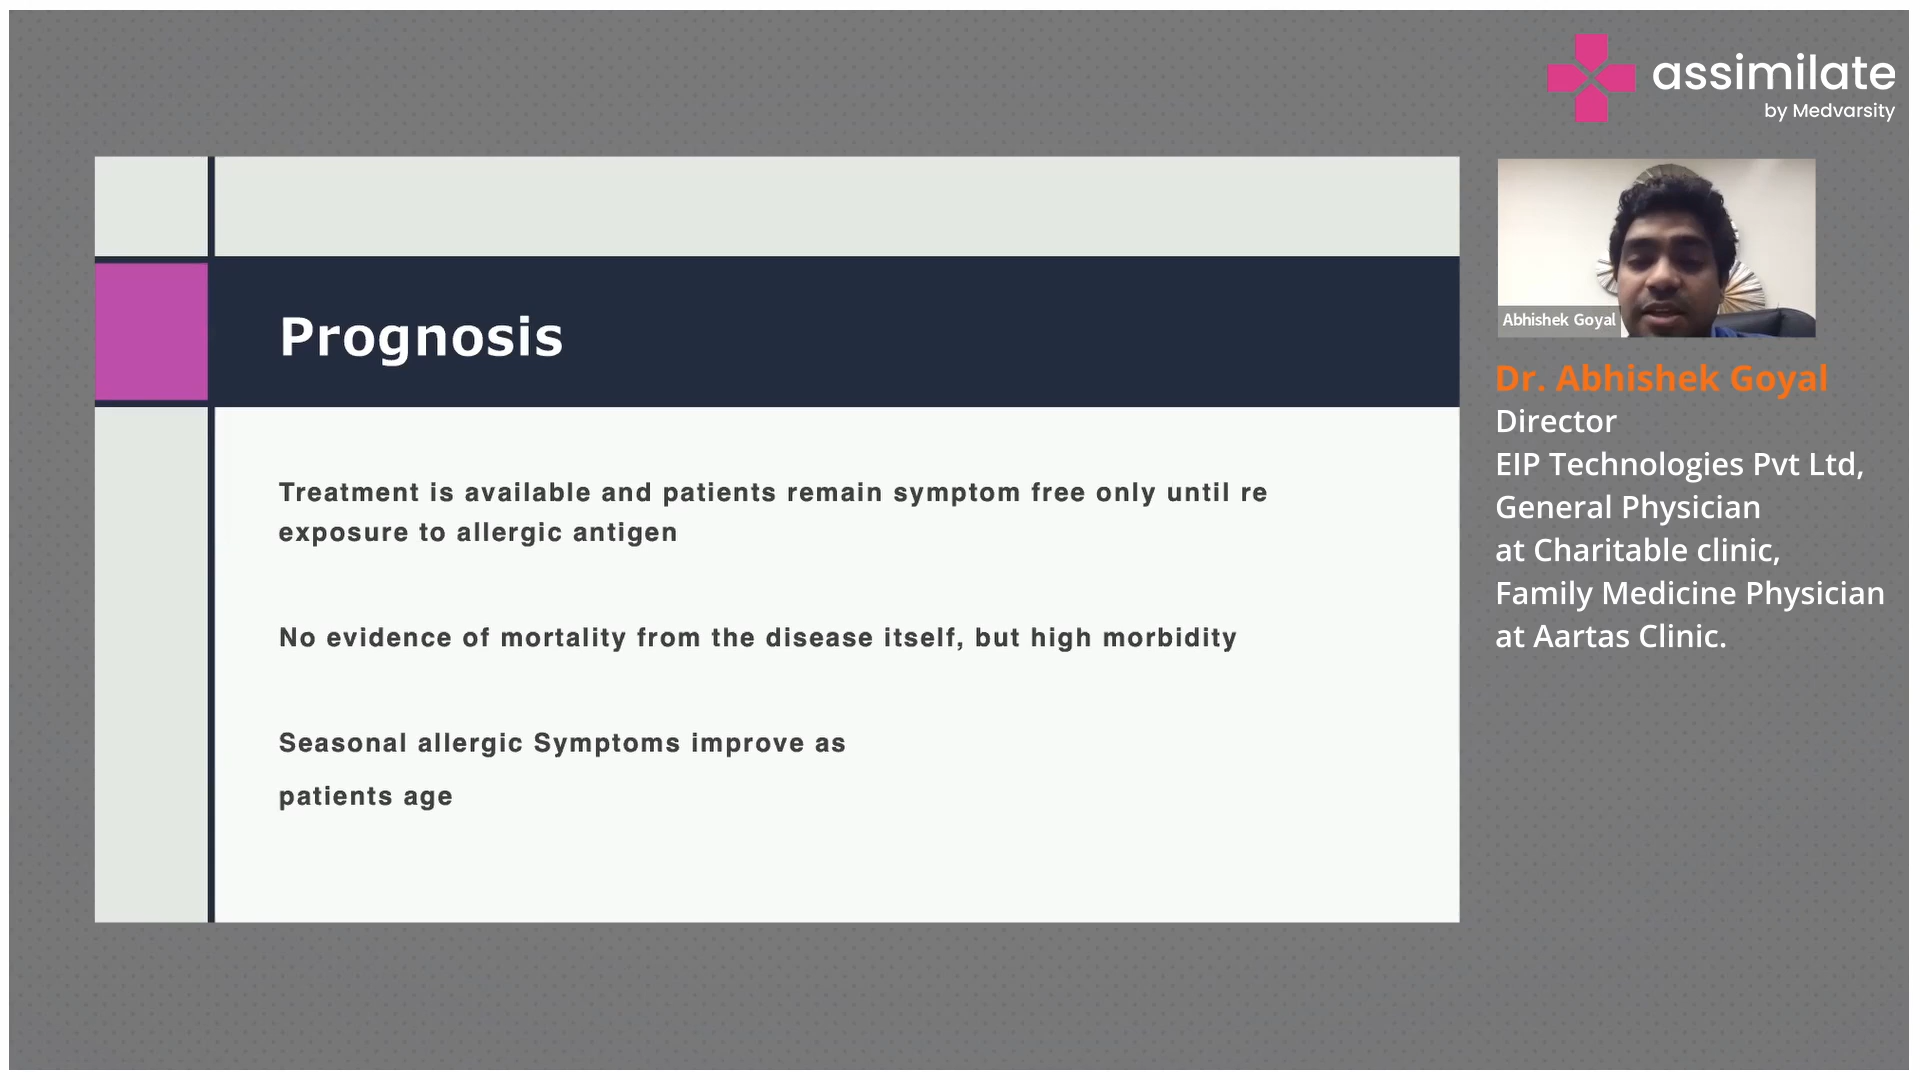 assimilate
by Medvarsity
Prognosis
Treatment is available and patients remain symptom free only until re
exposure to allergic antigen
No evidence of mortality from the disease itself, but high morbidity
Seasonal allergic Symptoms improve as
patients age
Abhishek Goyal
Dr. Abhishek Goyal
Director
EIP Technologies Pvt Ltd,
General Physician
at Charitable clinic,
Family Medicine Physician
at Aartas Clinic.